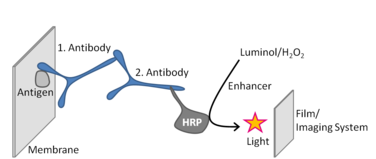 1. Antibody
2. Antibody
Luminol/H₂O₂
Antigen
Enhancer
HRP
Film/
Imaging System
Light
Membrane